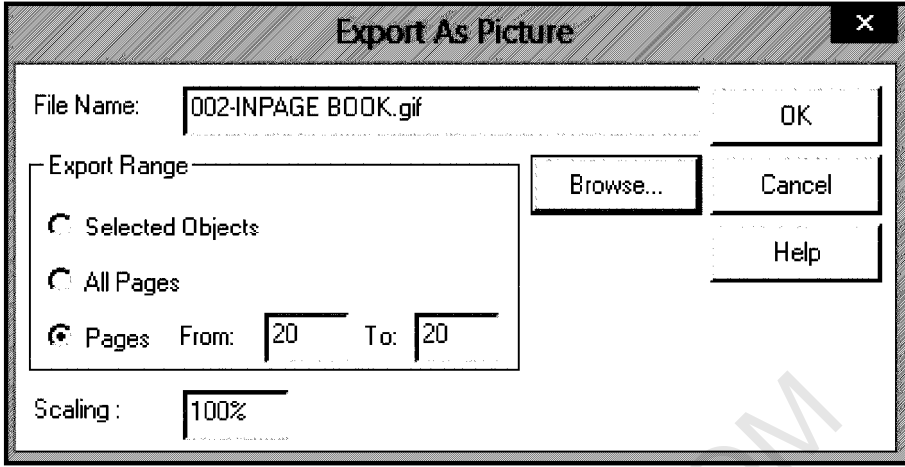 Export As Picture
File Name: 002-INPAGE BOOK.gif OK
Export Range
Browse... Cancel
Selected Objects
Help
All Pages
Pages From: 20 To: 20
Scaling : 100%